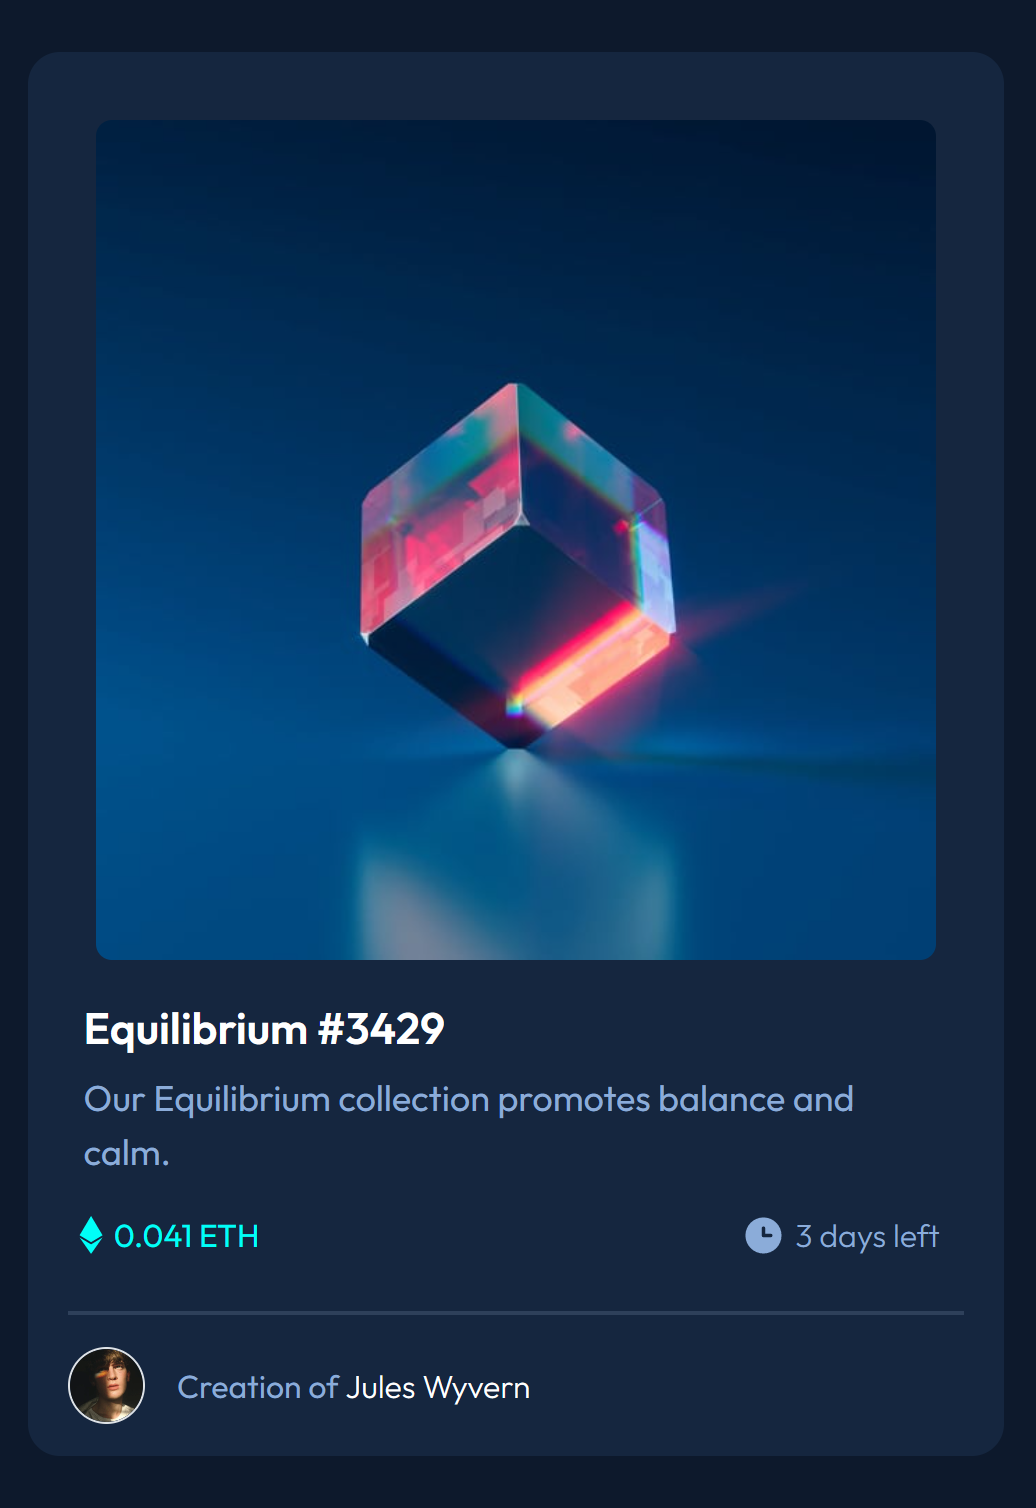 Equilibrium #3429
Our Equilibrium collection promotes balance and
calm.
0.041 ETH
3 days left
Creation of Jules Wyvern